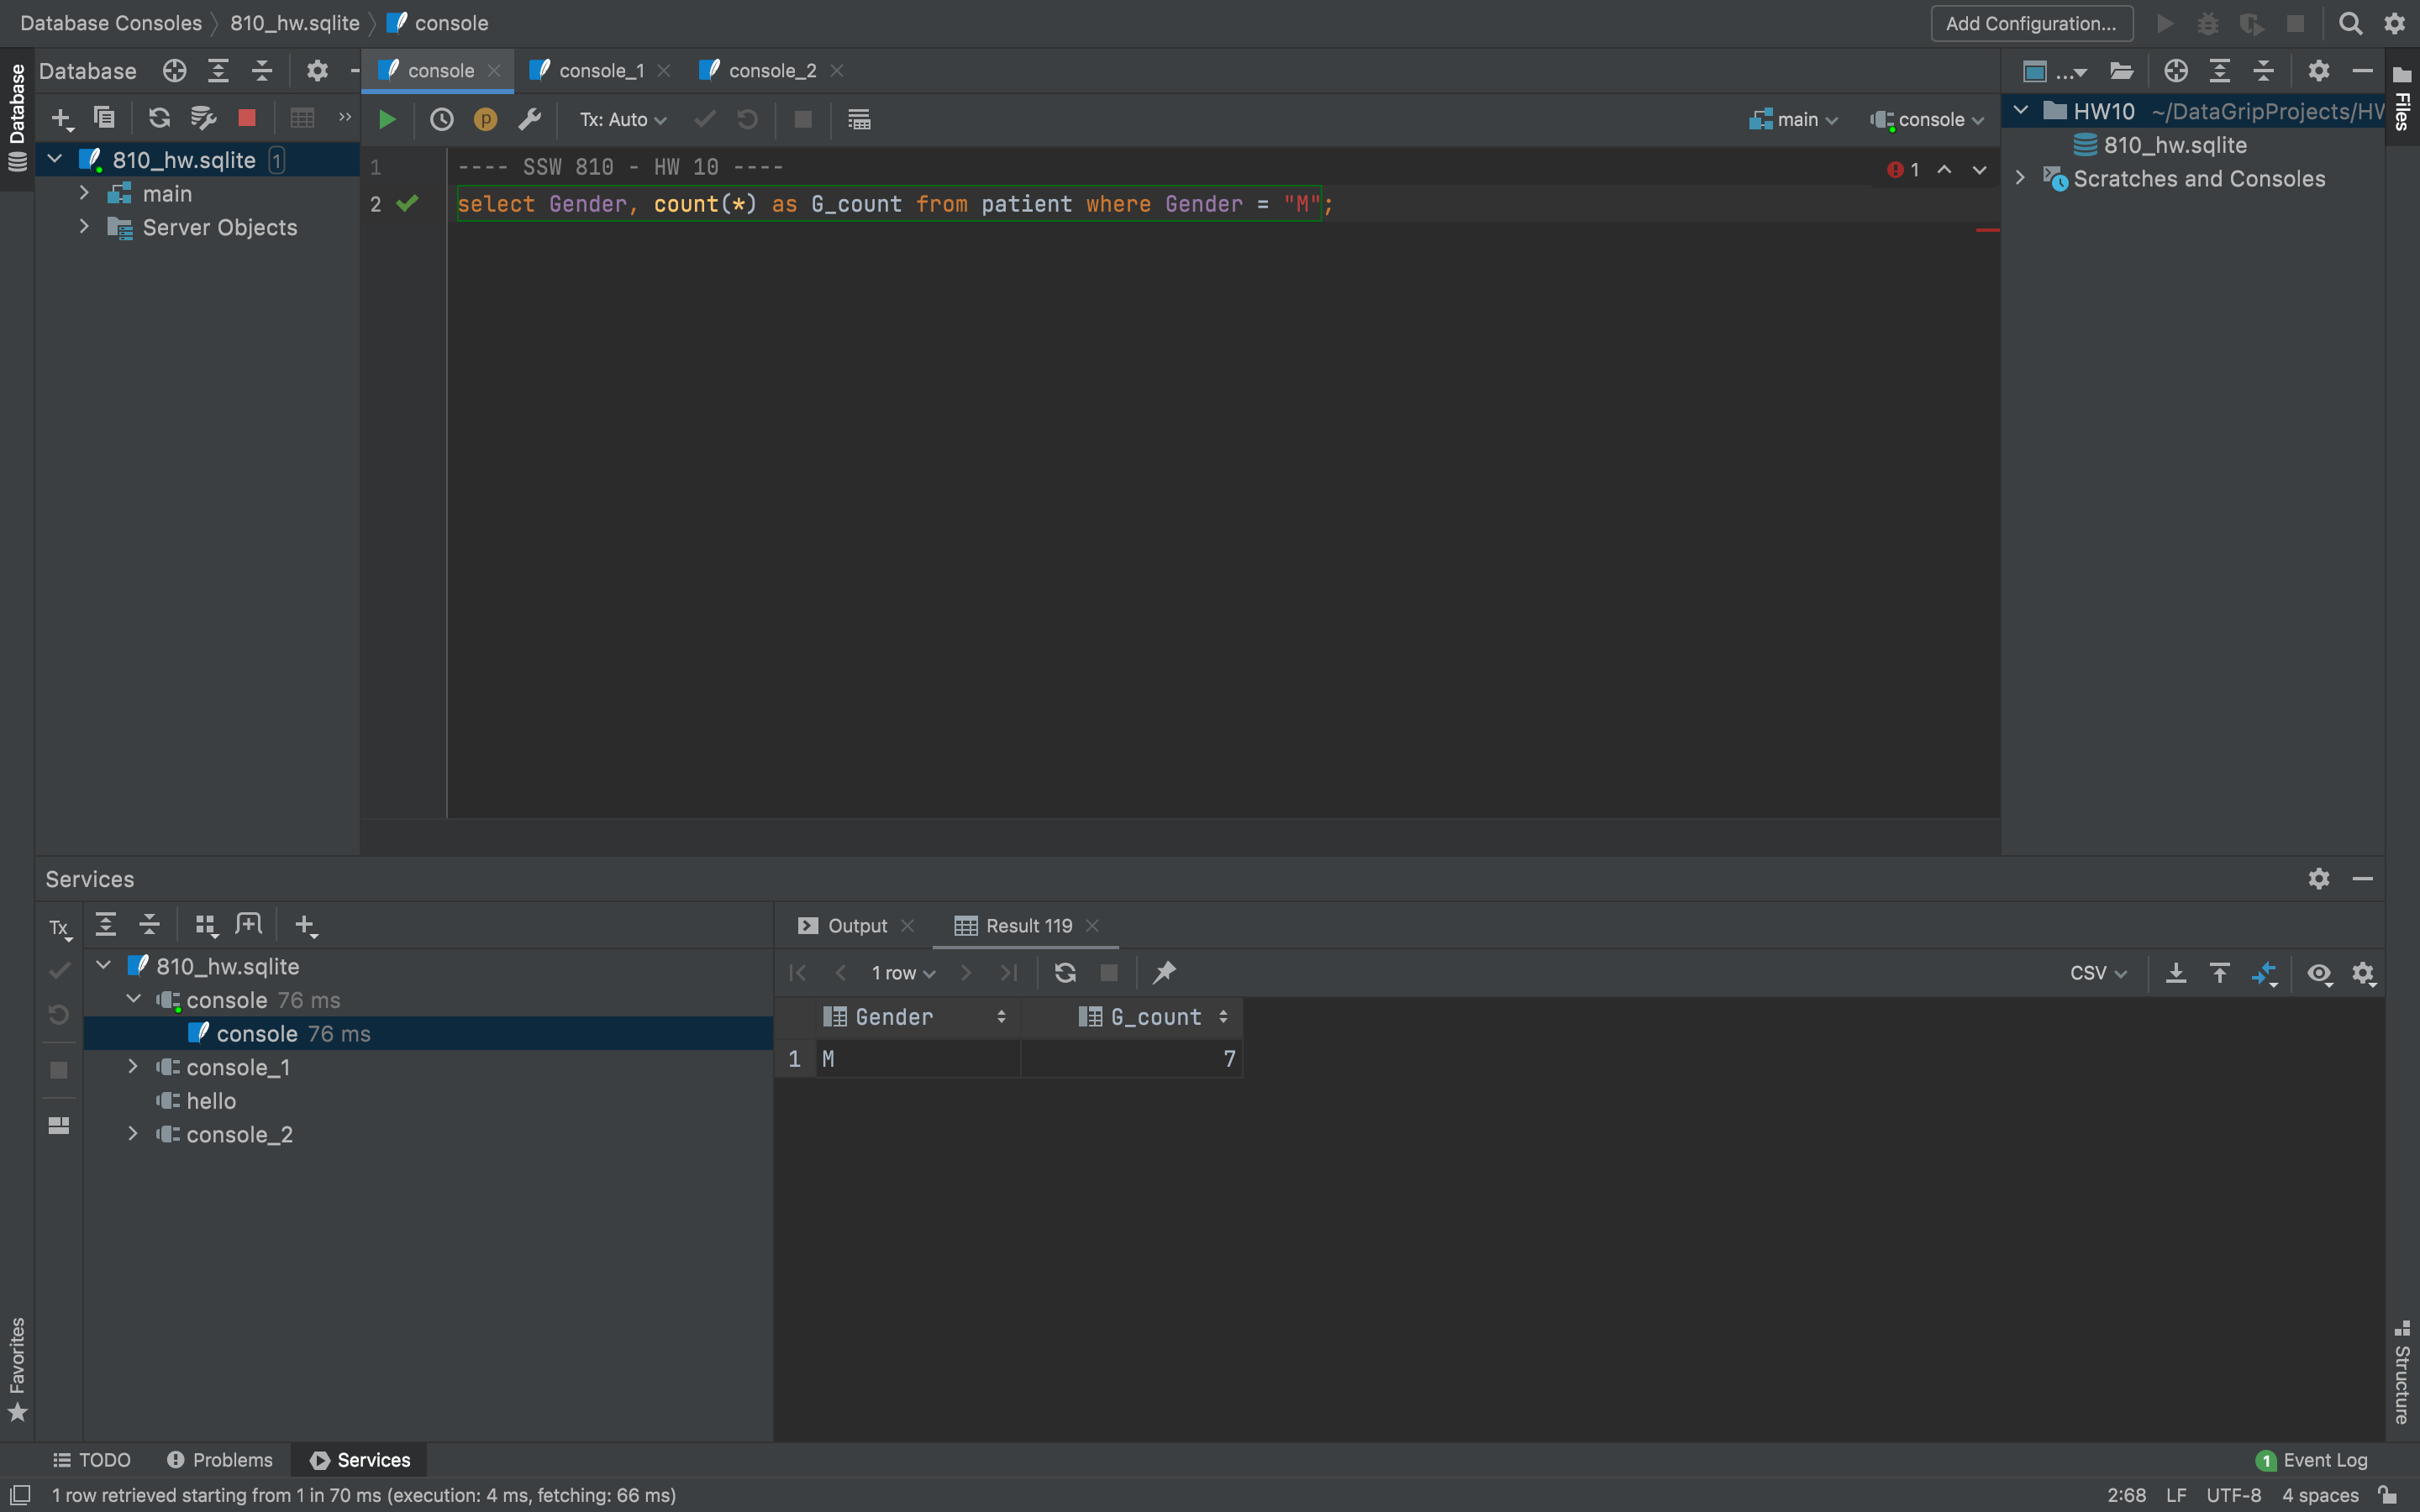 Database Consoles 810_hw.sqlite console
Add Configuration...
Database
console
console_1
console_2
Database
Tx: Auto
main
console
Files
810_hw.sqlite 1
main
Server Objects
1 ---- SSW 810 - HW 10 ----
2 select Gender, count(*) as G_count from patient where Gender = "M";
1
HW10 ~/DataGripProjects/HW
810_hw.sqlite
Scratches and Consoles
Services
Tx
810_hw.sqlite
console 76 ms
console 76 ms
console_1
hello
console_2
Output
Result 119
1 row
CSV
Gender G_count
1 M 7
Favorites
Structure
TODO
Problems
Services
1 Event Log
1 row retrieved starting from 1 in 70 ms (execution: 4 ms, fetching: 66 ms)
2:68 LF UTF-8 4 spaces